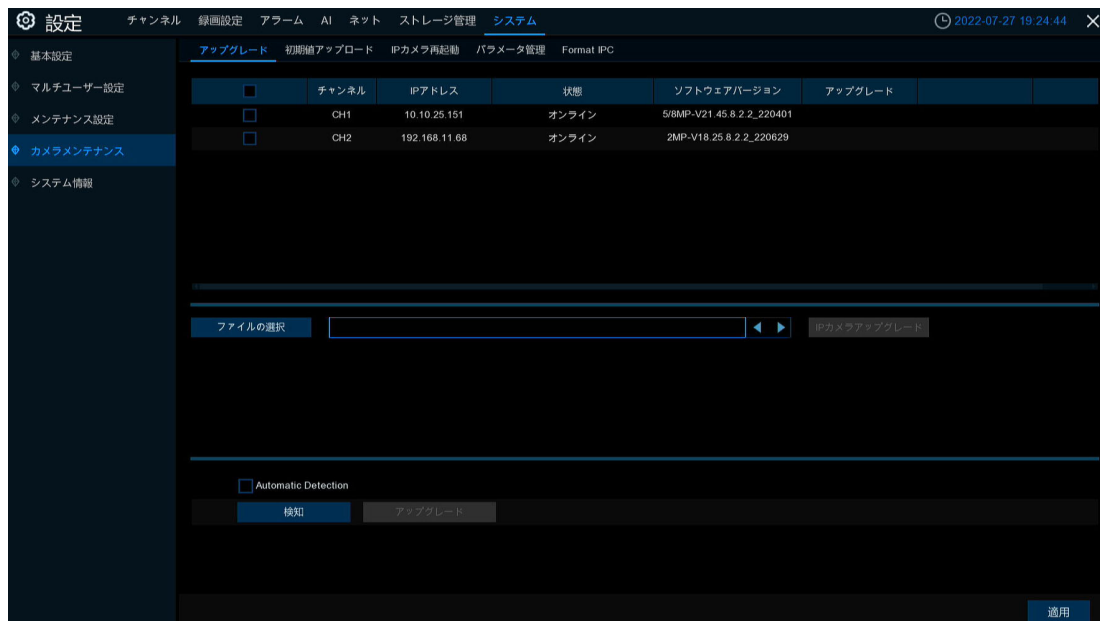 設定 チャンネル 録画設定 アラーム AI ネット ストレージ管理 システム 2022-07-27 19:24:44
基本設定
マルチユーザー設定
メンテナンス設定
カメラメンテナンス
システム情報
アップグレード 初期値アップロード IPカメラ再起動 パラメータ管理 Format IPC
チャンネル IPアドレス 状態 ソフトウェアバージョン アップグレード
CH1 10.10.25.151 オンライン 5/8MP-V21.45.8.2.2_220401
CH2 192.168.11.68 オンライン 2MP-V18.25.8.2.2_220629
ファイルの選択 IPカメラアップグレード
Automatic Detection
検知 アップグレード
適用